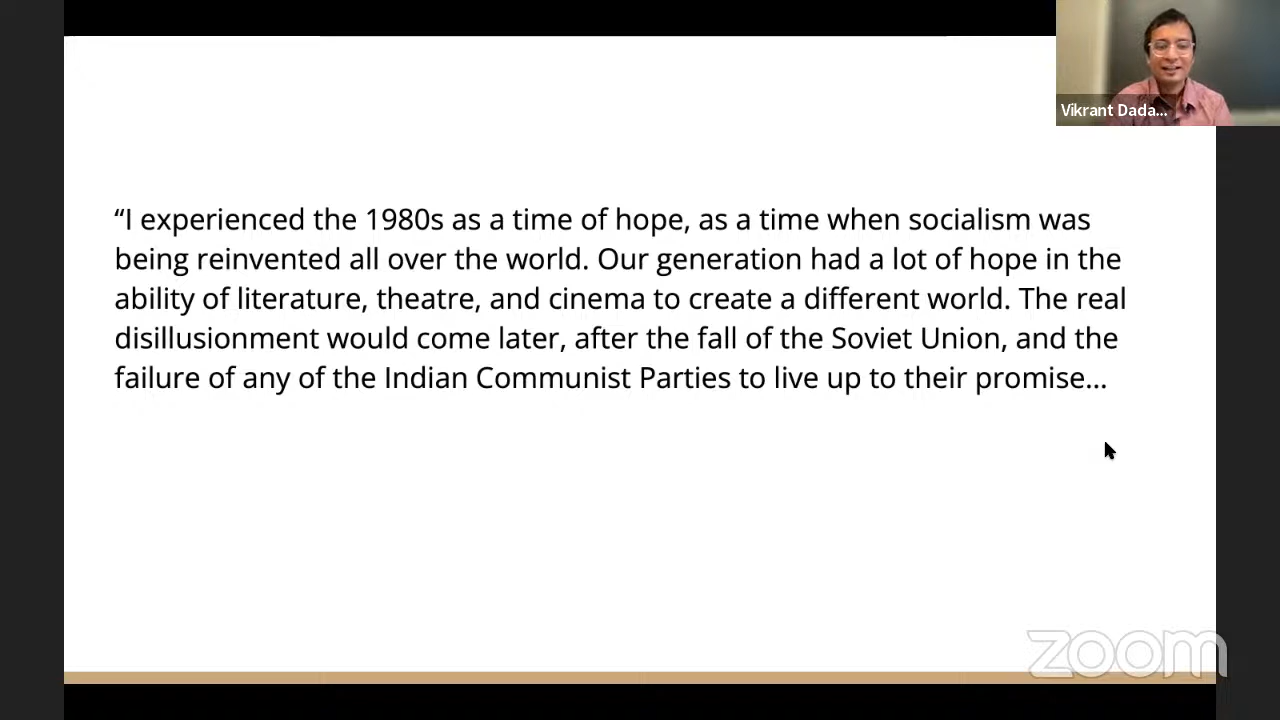 Vikrant Dada...
“I experienced the 1980s as a time of hope, as a time when socialism was
being reinvented all over the world. Our generation had a lot of hope in the
ability of literature, theatre, and cinema to create a different world. The real
disillusionment would come later, after the fall of the Soviet Union, and the
failure of any of the Indian Communist Parties to live up to their promise...
zoom